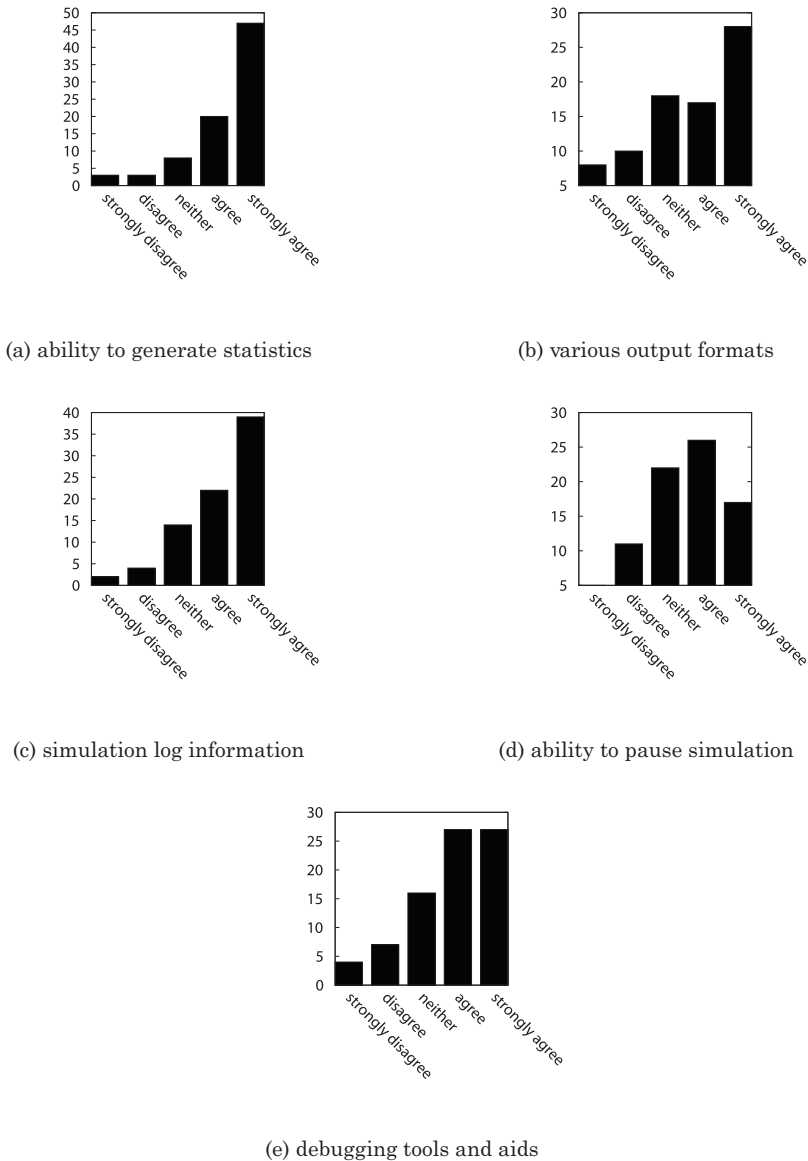 50
45
40
35
30
25
20
15
10
5
0
strongly disagree
disagree
neither
agree
strongly agree
(a) ability to generate statistics
30
25
20
15
10
5
strongly disagree
disagree
neither
agree
strongly agree
(b) various output formats
40
35
30
25
20
15
10
5
0
strongly disagree
disagree
neither
agree
strongly agree
(c) simulation log information
30
25
20
15
10
5
strongly disagree
disagree
neither
agree
strongly agree
(d) ability to pause simulation
30
25
20
15
10
5
0
strongly disagree
disagree
neither
agree
strongly agree
(e) debugging tools and aids